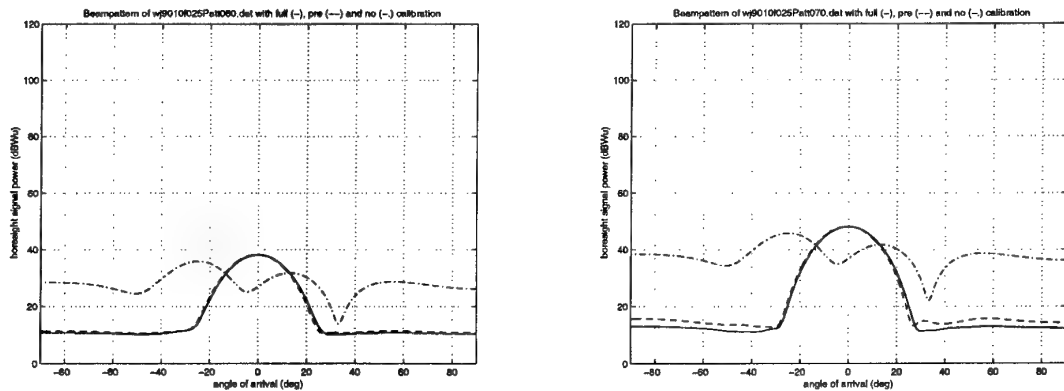 Beampattern of wj9010f025Patt060.dat with full (-), pre (--) and no (-.) calibration
120
100
80
60
40
20
0
boresight signal power (dBWu)
-80 -60 -40 -20 0 20 40 60 80
angle of arrival (deg)
Beampattern of wj9010f025Patt070.dat with full (-), pre (--) and no (-.) calibration
120
100
80
60
40
20
0
boresight signal power (dBWu)
-80 -60 -40 -20 0 20 40 60 80
angle of arrival (deg)